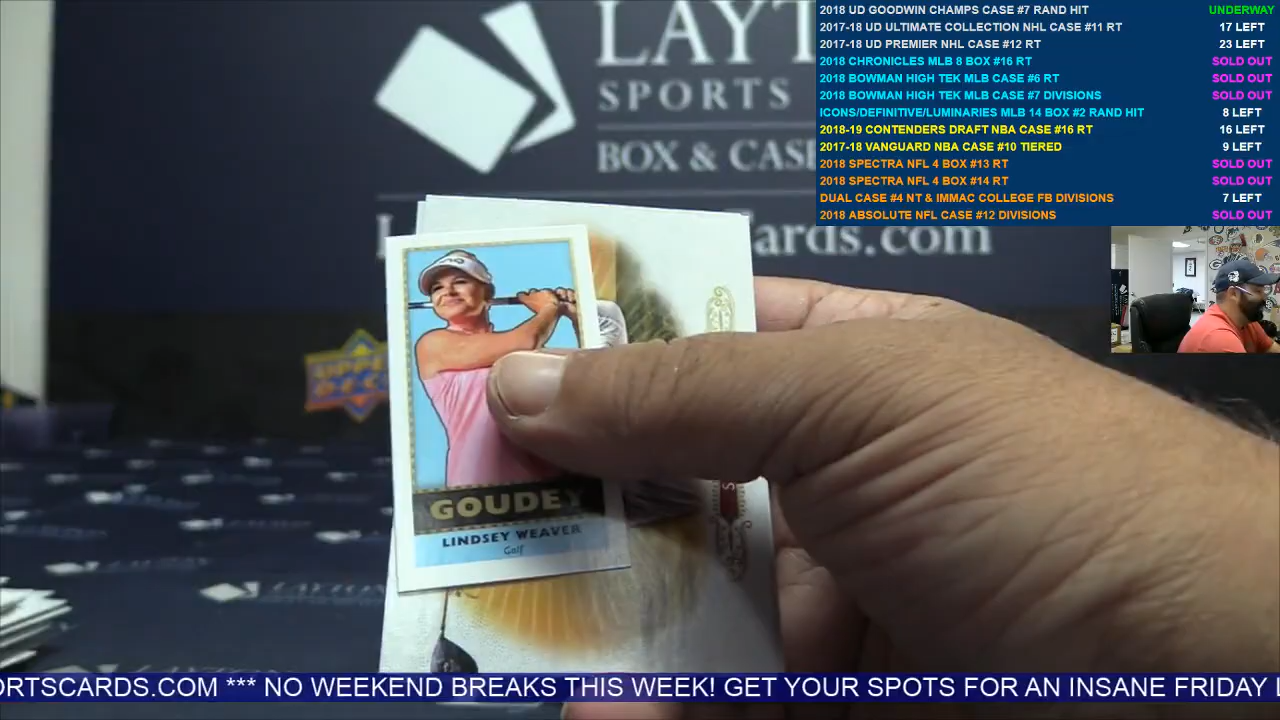 LAYT
SPORTS
BOX & CAS
ards.com
2018 UD GOODWIN CHAMPS CASE #7 RAND HIT UNDERWAY
2017-18 UD ULTIMATE COLLECTION NHL CASE #11 RT 17 LEFT
2017-18 UD PREMIER NHL CASE #12 RT 23 LEFT
2018 CHRONICLES MLB 8 BOX #16 RT SOLD OUT
2018 BOWMAN HIGH TEK MLB CASE #6 RT SOLD OUT
2018 BOWMAN HIGH TEK MLB CASE #7 DIVISIONS SOLD OUT
ICONS/DEFINITIVE/LUMINARIES MLB 14 BOX #2 RAND HIT 8 LEFT
2018-19 CONTENDERS DRAFT NBA CASE #16 RT 16 LEFT
2017-18 VANGUARD NBA CASE #10 TIERED 9 LEFT
2018 SPECTRA NFL 4 BOX #13 RT SOLD OUT
2018 SPECTRA NFL 4 BOX #14 RT SOLD OUT
DUAL CASE #4 NT & IMMAC COLLEGE FB DIVISIONS 7 LEFT
2018 ABSOLUTE NFL CASE #12 DIVISIONS SOLD OUT
UPPER
DECK
GOUDEY
LINDSEY WEAVER
Golf
ORTSCARDS.COM *** NO WEEKEND BREAKS THIS WEEK! GET YOUR SPOTS FOR AN INSANE FRIDAY L